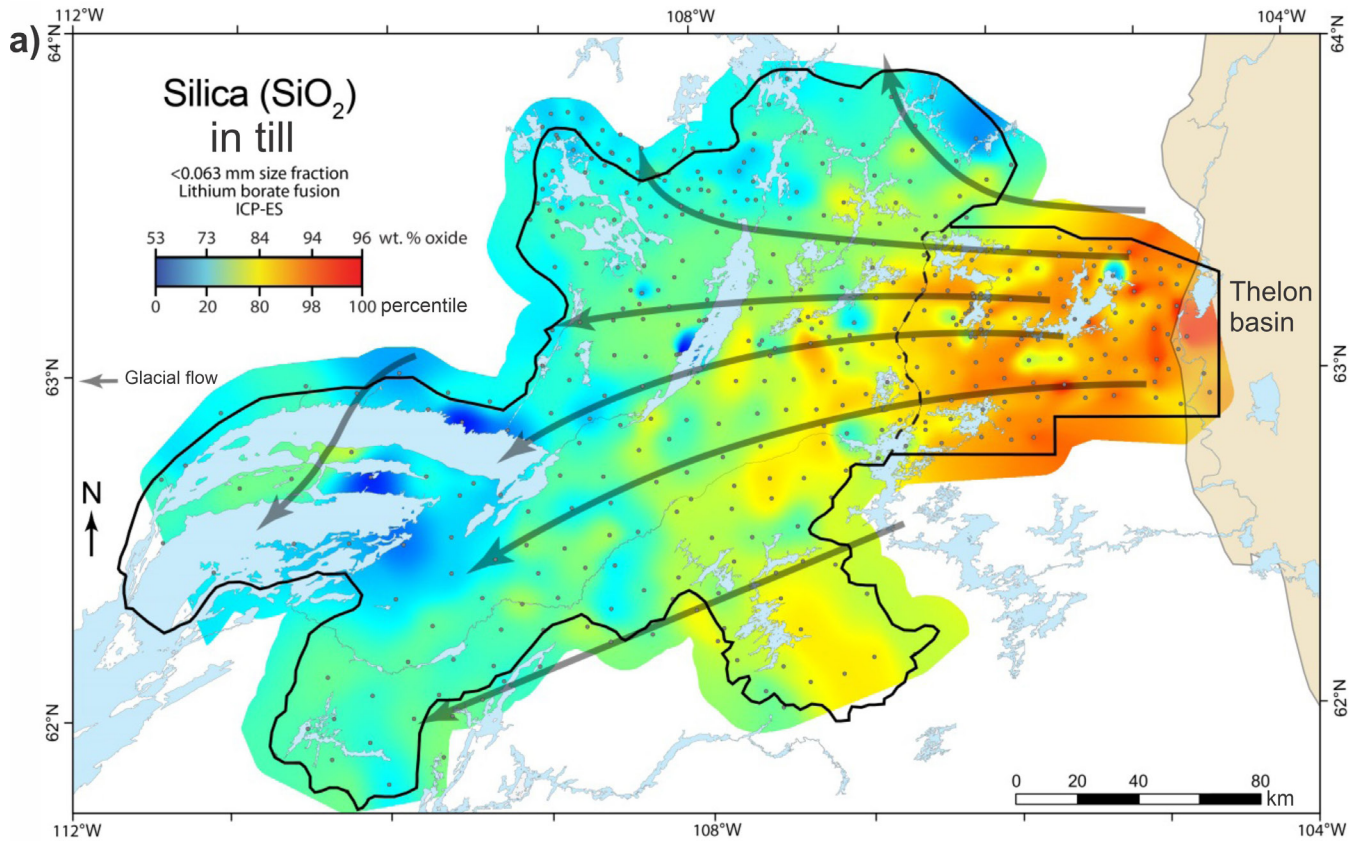 a)
112°W 108°W 104°W
64°N 64°N
Silica (SiO₂)
in till
<0.063 mm size fraction
Lithium borate fusion
ICP-ES
53 73 84 94 96 wt. % oxide
0 20 80 98 100 percentile
Thelon
basin
63°N 63°N
Glacial flow
N
62°N 62°N
0 20 40 80
km
112°W 108°W 104°W